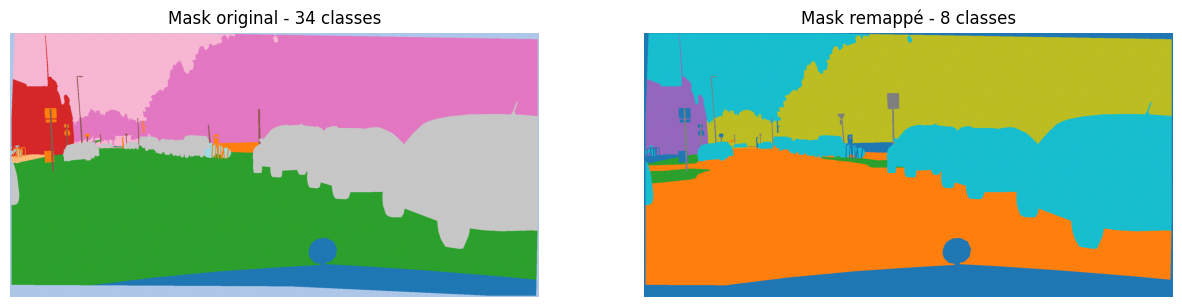 Mask original - 34 classes
Mask remappé - 8 classes